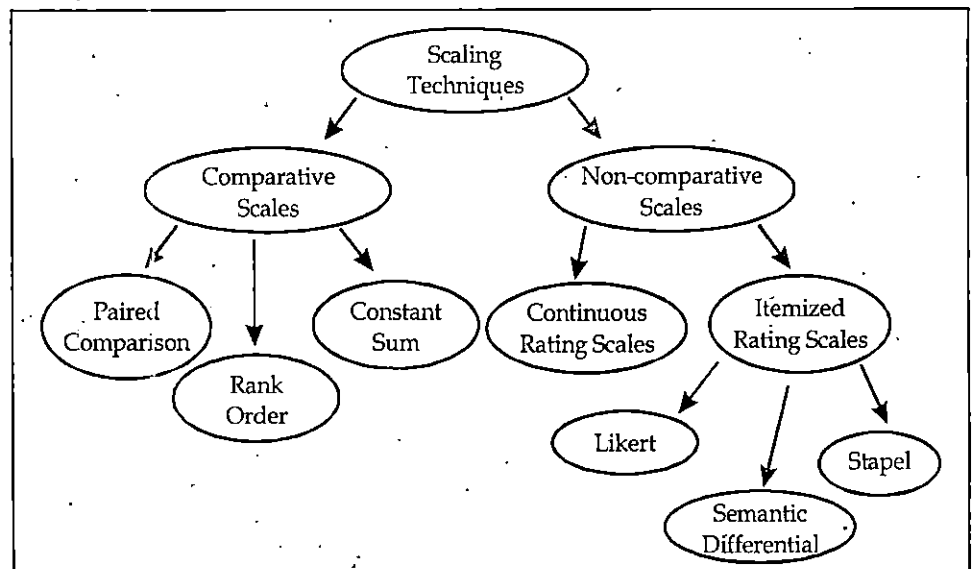 Scaling
Techniques
Comparative
Scales
Non-comparative
Scales
Paired
Comparison
Rank
Order
Constant
Sum
Continuous
Rating Scales
Itemized
Rating Scales
Likert
Semantic
Differential
Stapel